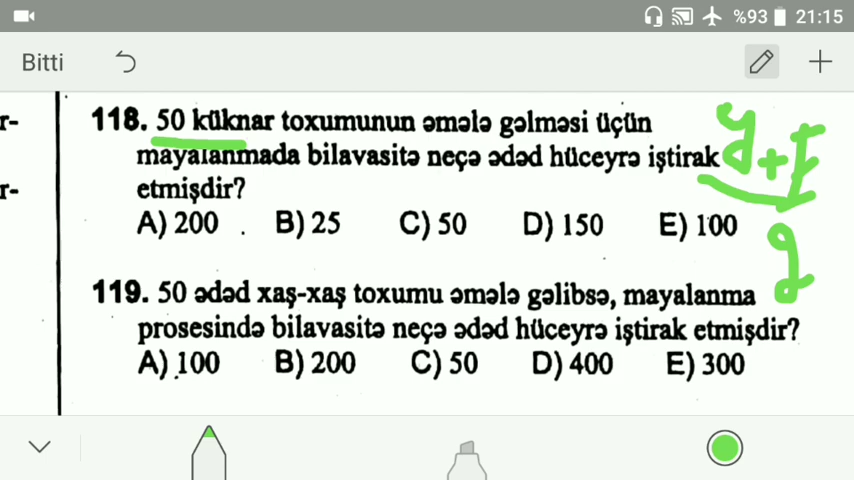 %93 21:15
Bitti
r-
r-
118. 50 küknar toxumunun əmələ gəlməsi üçün
mayalanmada bilavasitə neçə ədəd hüceyrə iştirak
etmişdir?
A) 200 . B) 25 C) 50 D) 150 E) 100
y+
119. 50 ədəd xaş-xaş toxumu əmələ gəlibsə, mayalanma
prosesində bilavasitə neçə ədəd hüceyrə iştirak etmişdir?
A) 100 B) 200 C) 50 D) 400 E) 300